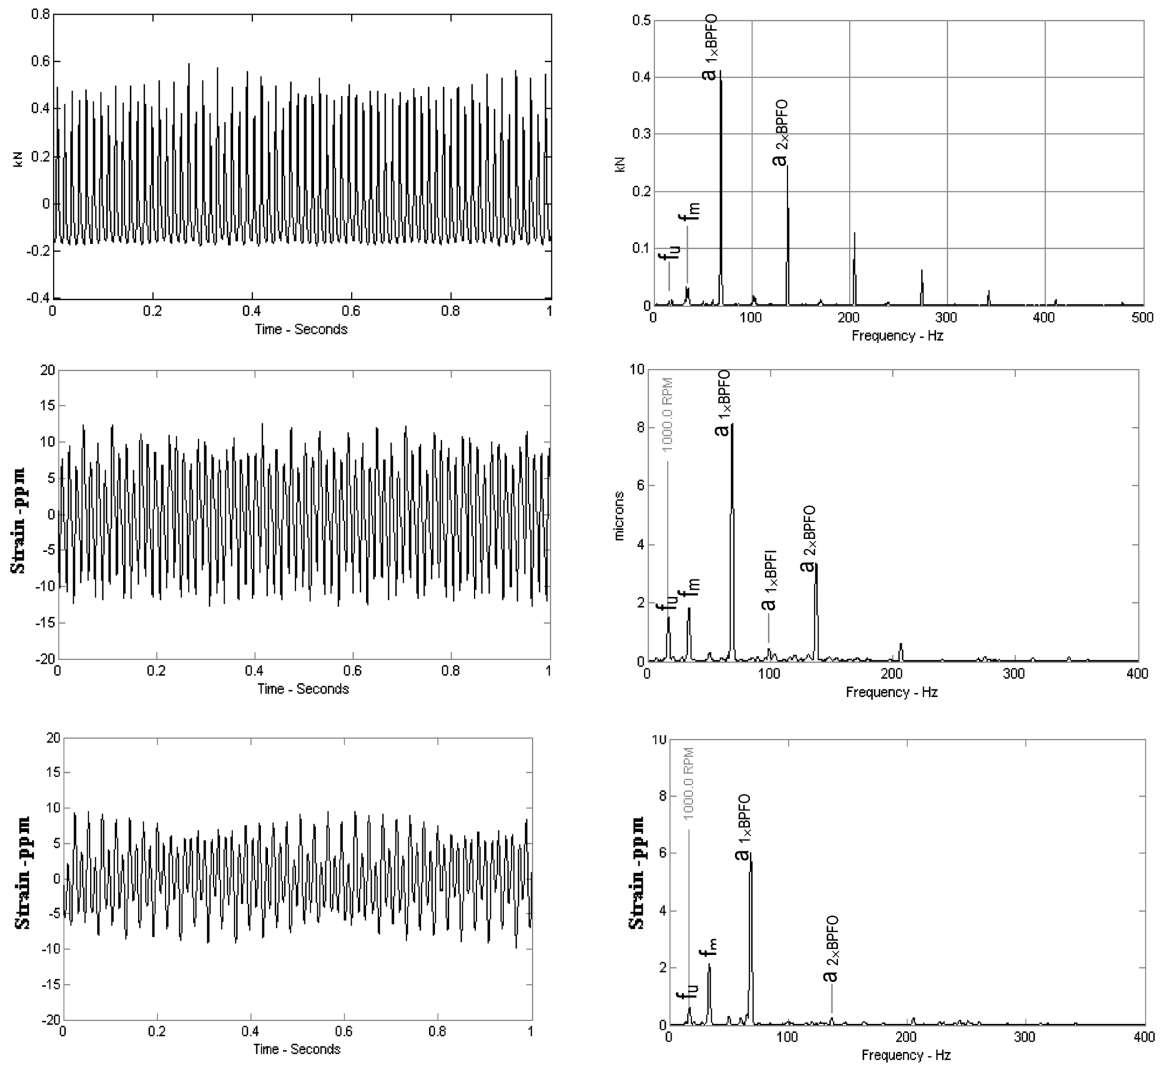 0.8
0.6
0.4
0.2
0
-0.2
-0.4
kN
0.2
0.4
0.6
0.8
1
Time - Seconds
0.5
0.4
0.3
0.2
0.1
0
kN
fu
fm
a 1×BPFO
a 2×BPFO
0
100
200
300
400
500
Frequency - Hz
20
15
10
5
0
-5
-10
-15
-20
Strain -ppm
0
0.2
0.4
0.6
0.8
1
Time - Seconds
10
8
6
4
2
0
microns
1000.0 RPM
fu
fm
a 1×BPFO
a 1×BPFI
a 2×BPFO
0
100
200
300
400
Frequency - Hz
20
15
10
5
0
-5
-10
-15
-20
Strain -ppm
0
0.2
0.4
0.6
0.8
1
Time - Seconds
10
8
6
4
2
0
Strain -ppm
1000.0 RPM
fu
fm
a 1×BPFO
a 2×BPFO
0
100
200
300
400
Frequency - Hz